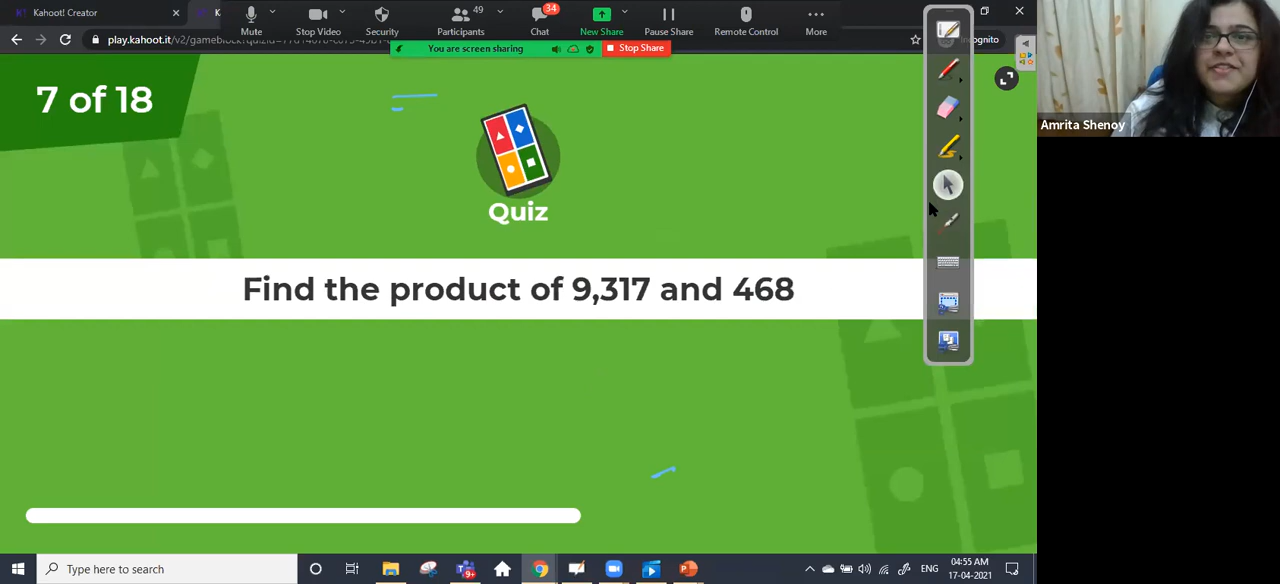 Kahoot! Creator
K
Mute
Stop Video
Security
49
Participants
34
Chat
New Share
Pause Share
Remote Control
More
play.kahoot.it/v2/gameblock?quizId=
You are screen sharing
Stop Share
Incognito
7 of 18
Quiz
Find the product of 9,317 and 468
Amrita Shenoy
Type here to search
9+
ENG
04:55 AM
17-04-2021